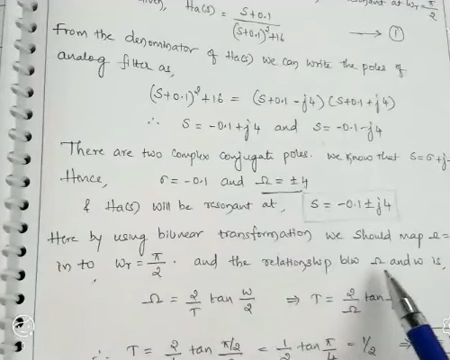 Ha(s) = S+0.1 / (S+0.1)²+16 → ①
From the denominator of Ha(s) we can write the poles of
analog filter as,
(S+0.1)²+16 = (S+0.1-j4)(S+0.1+j4)
∴ S = -0.1+j4 and S = -0.1-j4
There are two complex conjugate poles. we know that S=σ+j
Hence, σ = -0.1 and Ω = ±4
& Ha(s) will be resonant at, S = -0.1±j4
Here by using bilinear transformation we should map Ω=
in to ωr = π/2. and the relationship b/w Ω and ω is,
Ω = 2/T tan ω/2 ⇒ T = 2/Ω tan
∴ T = 2/ tan π/2/ = 1/2 tan π/4 = 1/2